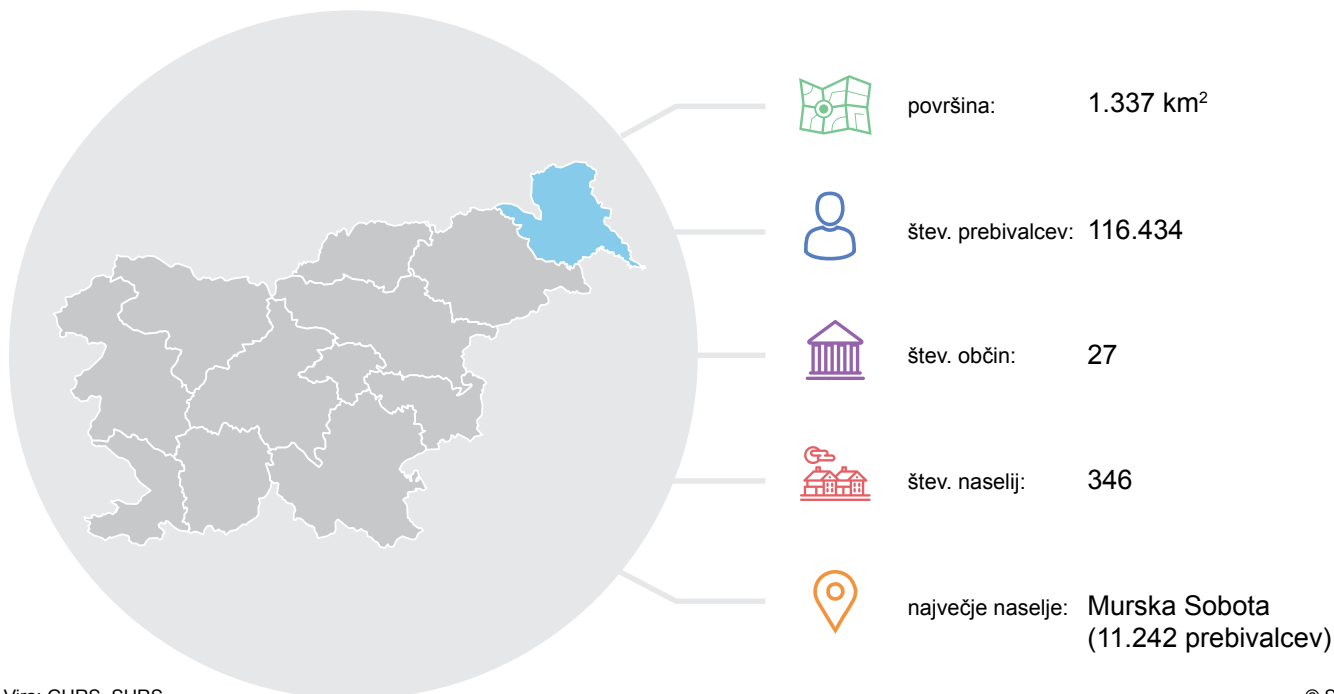 površina: 1.337 km²
štev. prebivalcev: 116.434
štev. občin: 27
štev. naselij: 346
največje naselje: Murska Sobota
(11.242 prebivalcev)